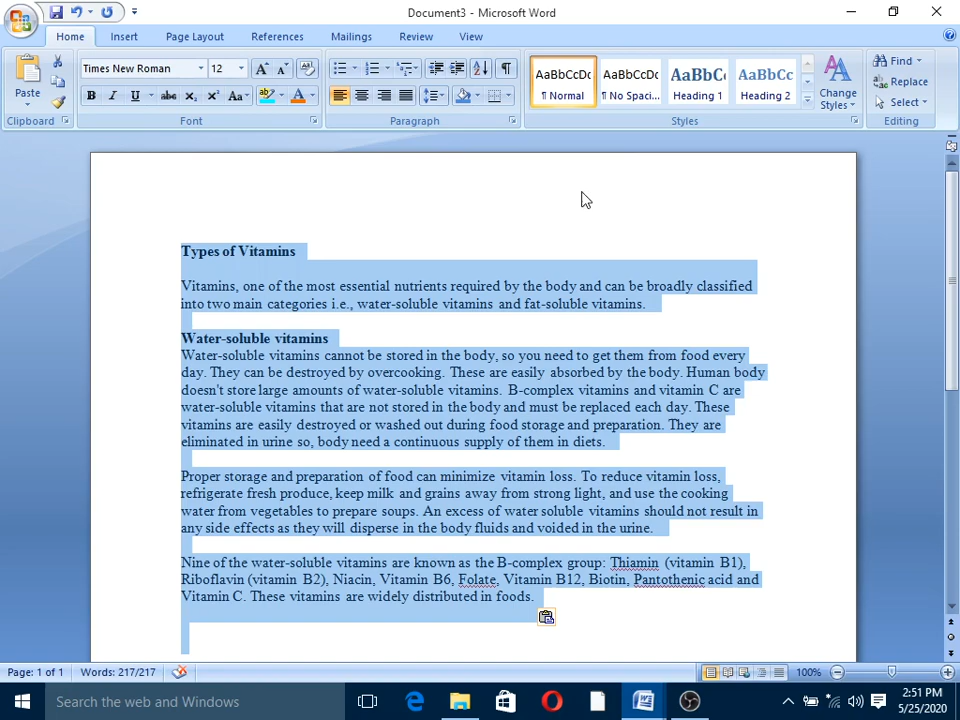 Document3 - Microsoft Word
Home Insert Page Layout References Mailings Review View
Paste
Times New Roman 12
AaBbCcDc AaBbCcDc AaBbCc AaBbCc
¶ Normal ¶ No Spaci... Heading 1 Heading 2
Change Styles
Find
Replace
Select
Clipboard Font Paragraph Styles Editing
Types of Vitamins
Vitamins, one of the most essential nutrients required by the body and can be broadly classified
into two main categories i.e., water-soluble vitamins and fat-soluble vitamins.
Water-soluble vitamins
Water-soluble vitamins cannot be stored in the body, so you need to get them from food every
day. They can be destroyed by overcooking. These are easily absorbed by the body. Human body
doesn't store large amounts of water-soluble vitamins. B-complex vitamins and vitamin C are
water-soluble vitamins that are not stored in the body and must be replaced each day. These
vitamins are easily destroyed or washed out during food storage and preparation. They are
eliminated in urine so, body need a continuous supply of them in diets.
Proper storage and preparation of food can minimize vitamin loss. To reduce vitamin loss,
refrigerate fresh produce, keep milk and grains away from strong light, and use the cooking
water from vegetables to prepare soups. An excess of water soluble vitamins should not result in
any side effects as they will disperse in the body fluids and voided in the urine.
Nine of the water-soluble vitamins are known as the B-complex group: Thiamin (vitamin B1),
Riboflavin (vitamin B2), Niacin, Vitamin B6, Folate, Vitamin B12, Biotin, Pantothenic acid and
Vitamin C. These vitamins are widely distributed in foods.
Page: 1 of 1 Words: 217/217 100%
Search the web and Windows
2:51 PM
5/25/2020